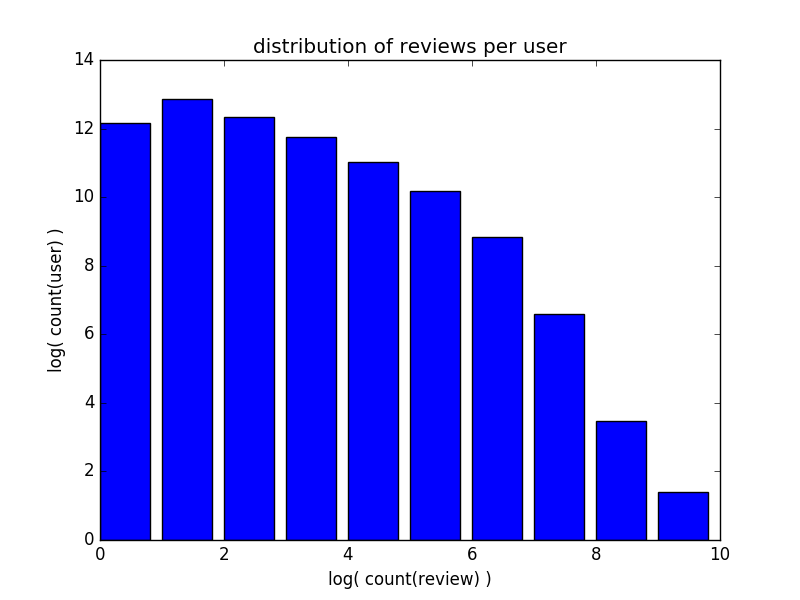 distribution of reviews per user
14
12
10
8
6
4
2
0
log( count(user) )
0 2 4 6 8 10
log( count(review) )